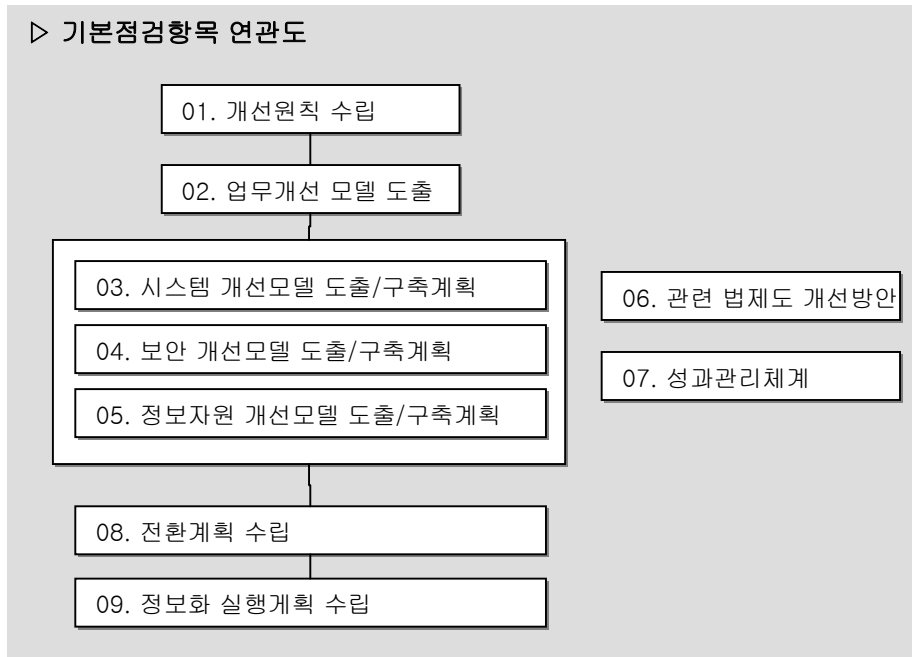 ▷ 기본점검항목 연관도
01. 개선원칙 수립
02. 업무개선 모델 도출
03. 시스템 개선모델 도출/구축계획
04. 보안 개선모델 도출/구축계획
05. 정보자원 개선모델 도출/구축계획
06. 관련 법제도 개선방안
07. 성과관리체계
08. 전환계획 수립
09. 정보화 실행게획 수립